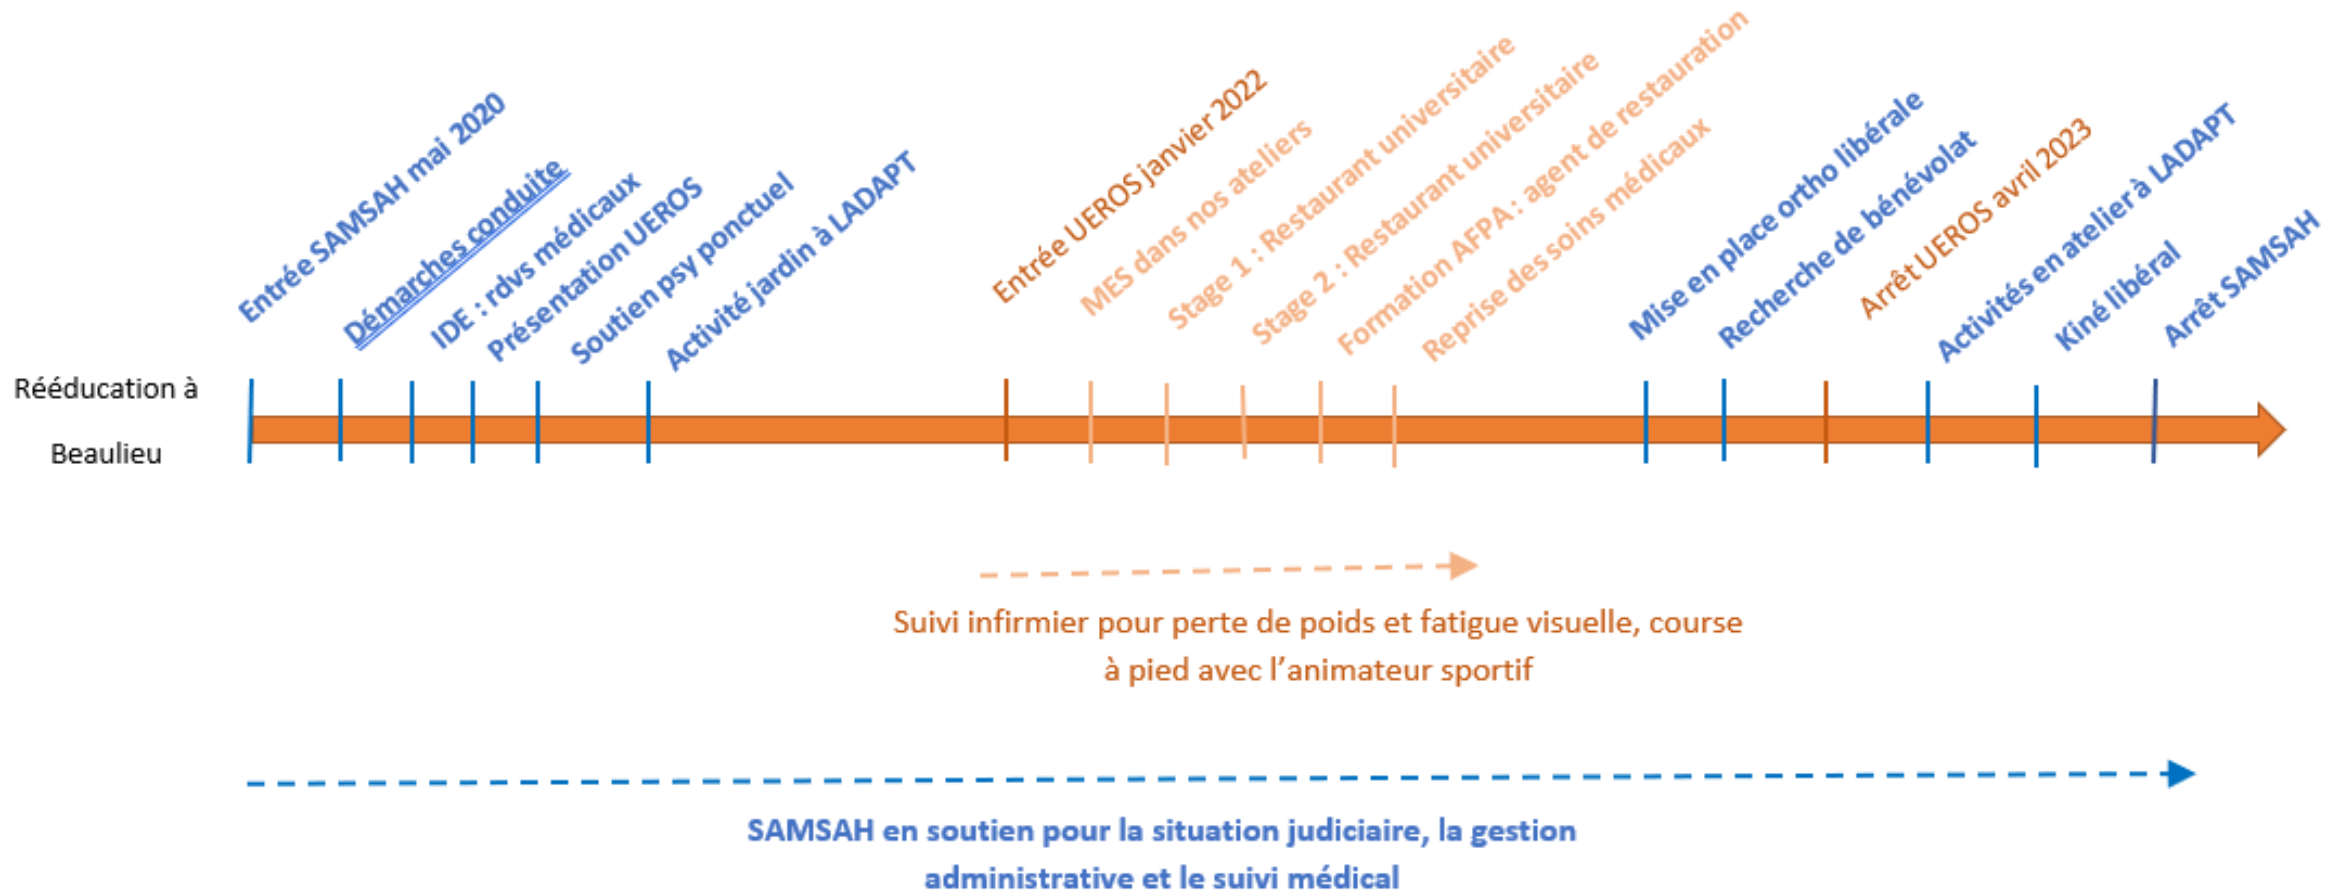 Entrée SAMSAH mai 2020
Démarches conduite
IDE : rdvs médicaux
Présentation UEROS
Soutien psy ponctuel
Activité jardin à LADAPT
Entrée UEROS janvier 2022
MES dans nos ateliers
Stage 1 : Restaurant universitaire
Stage 2 : Restaurant universitaire
Formation AFPA : agent de restauration
Reprise des soins médicaux
Mise en place ortho libérale
Recherche de bénévolat
Arrêt UEROS avril 2023
Activités en atelier à LADAPT
Kiné libéral
Arrêt SAMSAH
Rééducation à
Beaulieu
Suivi infirmier pour perte de poids et fatigue visuelle, course
à pied avec l’animateur sportif
SAMSAH en soutien pour la situation judiciaire, la gestion
administrative et le suivi médical